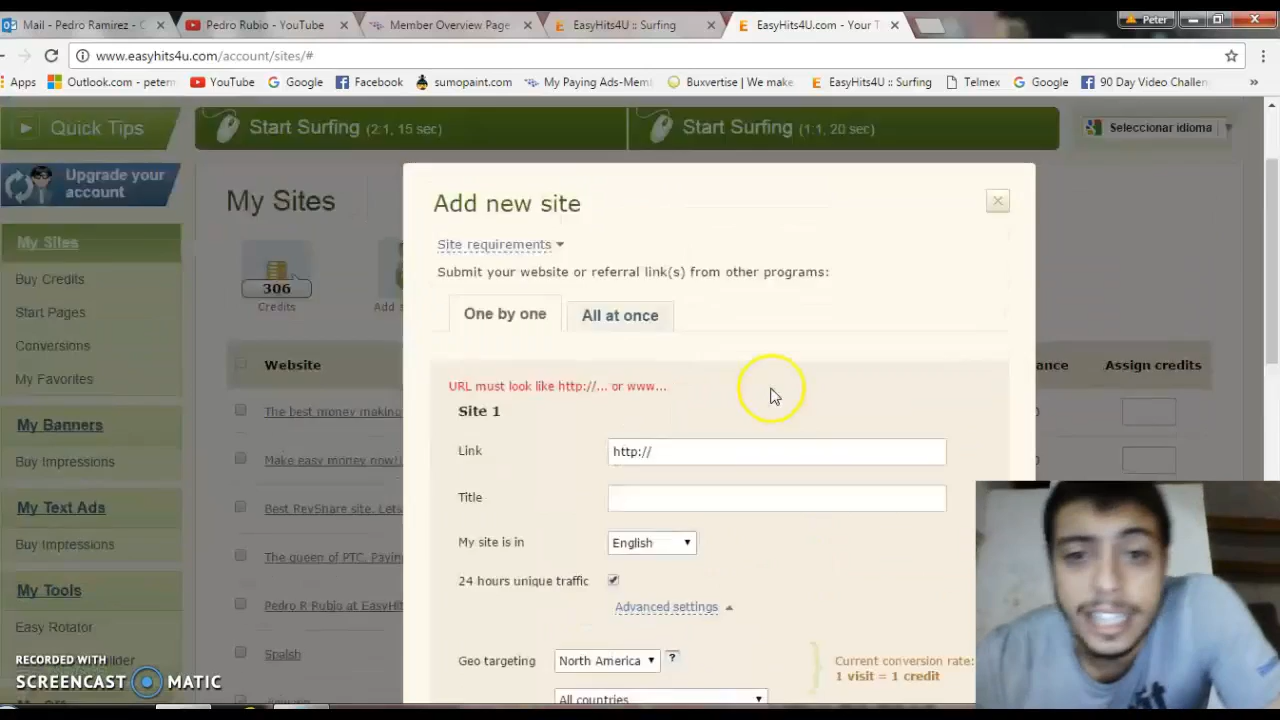 Mail - Pedro Ramirez - C
Pedro Rubio - YouTube
Member Overview Page
EasyHits4U :: Surfing
EasyHits4U.com - Your T
Peter
www.easyhits4u.com/account/sites/#
Apps
Outlook.com - peterm
YouTube
Google
Facebook
sumopaint.com
My Paying Ads-Memb
Buxvertise | We make
EasyHits4U :: Surfing
Telmex
Google
90 Day Video Challen
Quick Tips
Start Surfing (2:1, 15 sec)
Start Surfing (1:1, 20 sec)
Seleccionar idioma
Upgrade your
account
My Sites
Buy Credits
Start Pages
Conversions
My Favorites
My Banners
Buy Impressions
My Text Ads
Buy Impressions
My Tools
Easy Rotator
My Sites
306
Credits
Add s
Website
Assign credits
The best money making
Make easy money now!!
Best RevShare site. Lets
The queen of PTC. Payin
Pedro R Rubio at EasyHit
Spalsh
Add new site
Site requirements
Submit your website or referral link(s) from other programs:
One by one
All at once
URL must look like http://... or www...
Site 1
Link
http://
Title
My site is in
English
24 hours unique traffic
Advanced settings
Geo targeting
North America
?
All countries
Current conversion rate:
1 visit = 1 credit
RECORDED WITH
SCREENCAST MATIC